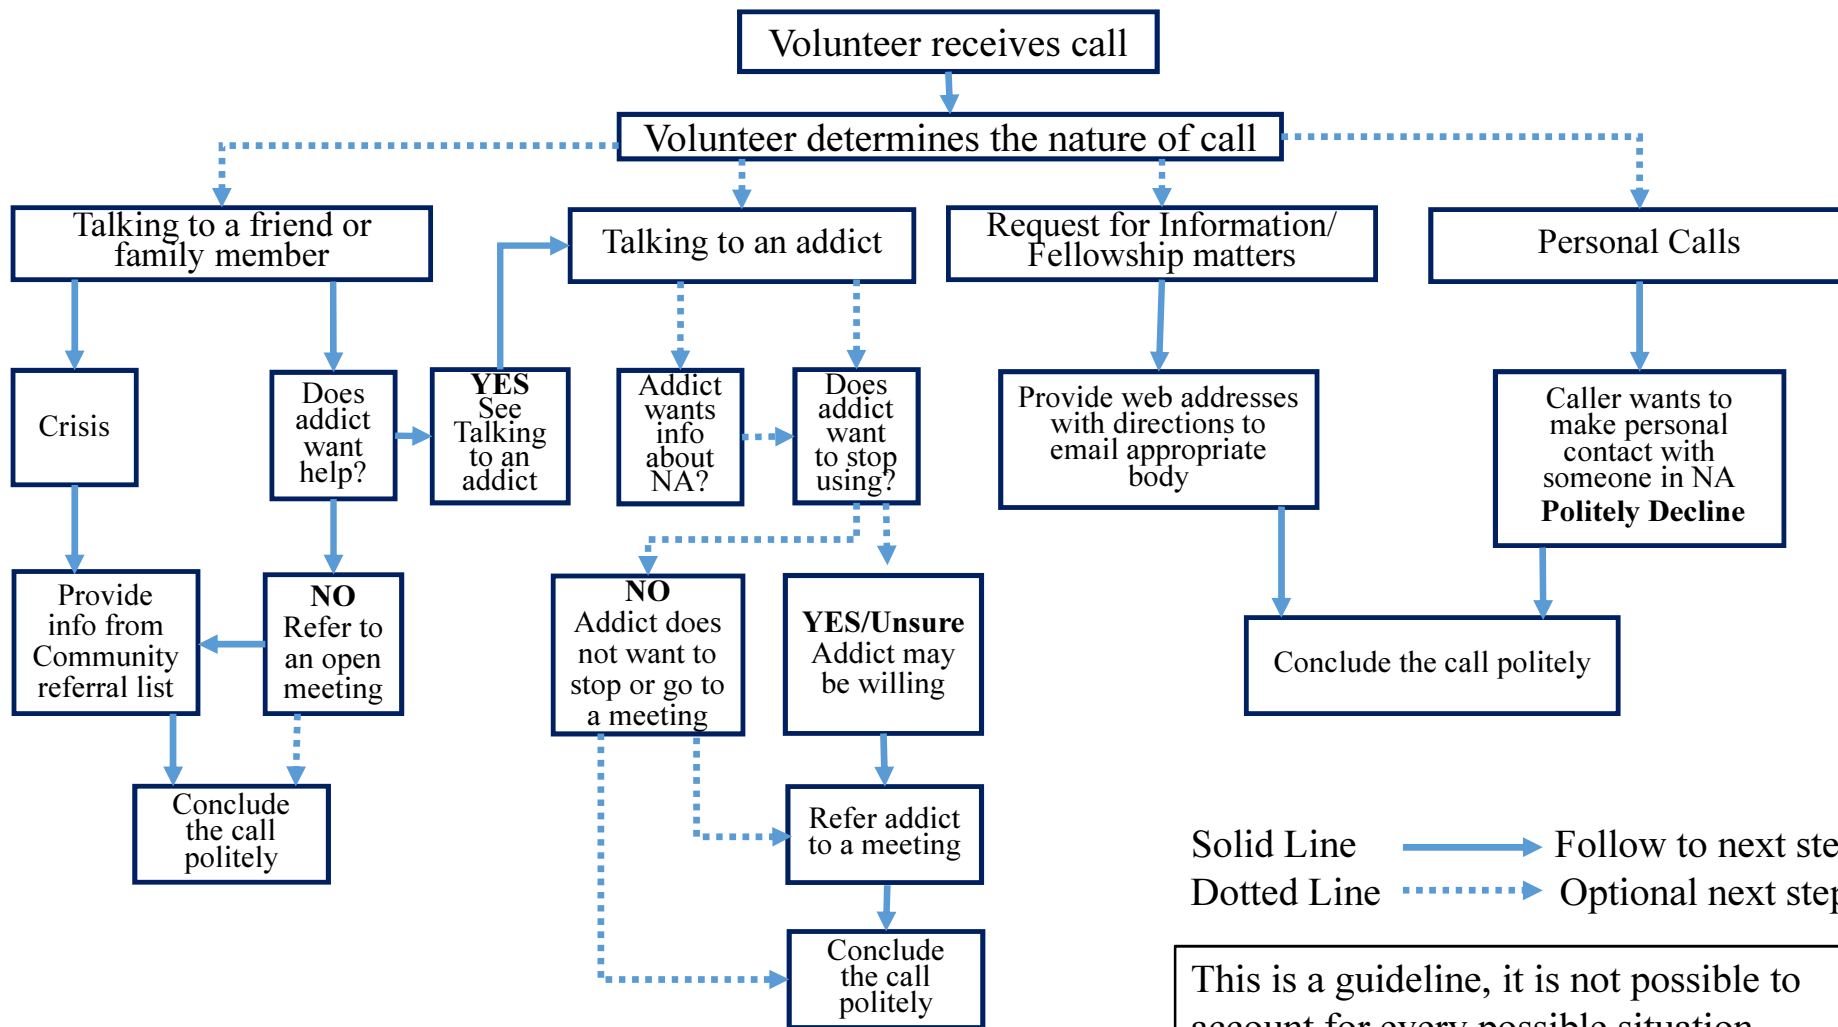 Volunteer receives call
Volunteer determines the nature of call
Talking to a friend or
family member
Talking to an addict
Request for Information/
Fellowship matters
Personal Calls
Crisis
Does
addict
want
help?
YES
See
Talking
to an
addict
Addict
wants
info
about
NA?
Does
addict
want
to stop
using?
Provide web addresses
with directions to
email appropriate
body
Caller wants to
make personal
contact with
someone in NA
Politely Decline
Provide
info from
Community
referral list
NO
Refer to
an open
meeting
NO
Addict does
not want to
stop or go to
a meeting
YES/Unsure
Addict may
be willing
Conclude the call politely
Conclude
the call
politely
Refer addict
to a meeting
Conclude
the call
politely
Solid Line
Follow to next ste
Dotted Line
Optional next step
This is a guideline, it is not possible to
account for every possible situation